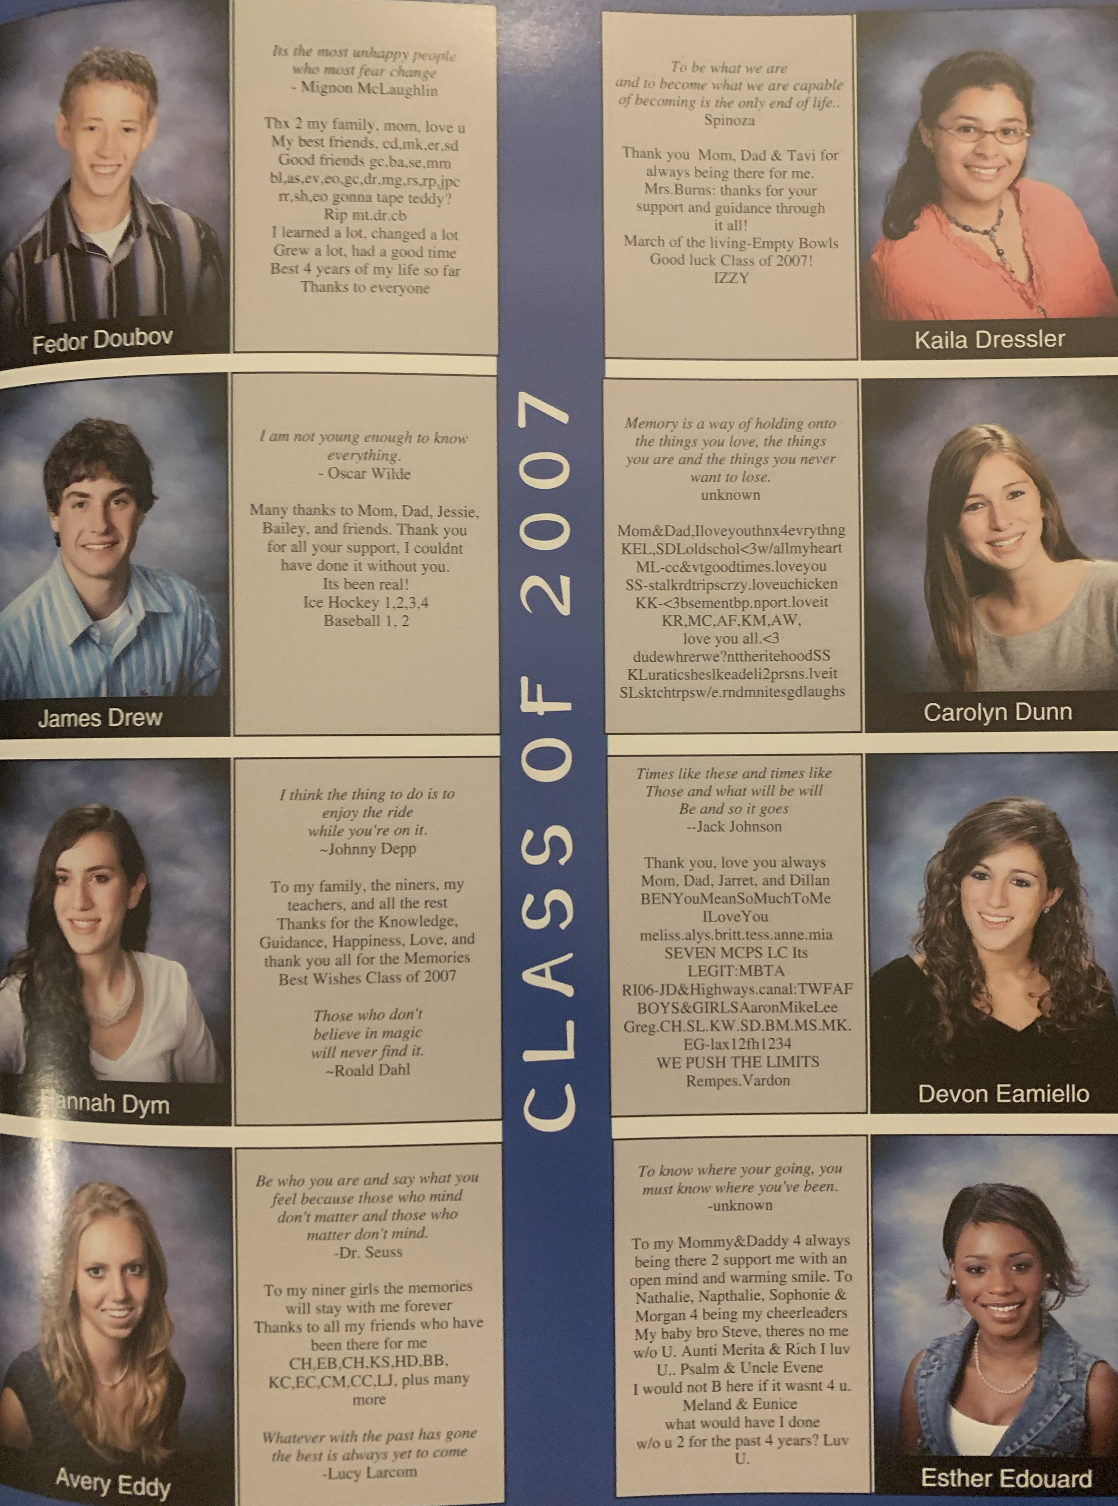 Its the most unhappy people
who most fear change
- Mignon McLaughlin
Thx 2 my family, mom, love u
My best friends, cd,mk,er,sd
Good friends gc,ba,se,mm
bl,as,ev,eo,gc,dr,mg,rs,rp,jpc
rr,sh,eo gonna tape teddy?
Rip mt.dr.cb
I learned a lot, changed a lot
Grew a lot, had a good time
Best 4 years of my life so far
Thanks to everyone
Fedor Doubov
To be what we are
and to become what we are capable
of becoming is the only end of life..
Spinoza
Thank you Mom, Dad & Tavi for
always being there for me.
Mrs.Burns: thanks for your
support and guidance through
it all!
March of the living-Empty Bowls
Good luck Class of 2007!
IZZY
Kaila Dressler
I am not young enough to know
everything.
- Oscar Wilde
Many thanks to Mom, Dad, Jessie,
Bailey, and friends. Thank you
for all your support, I couldnt
have done it without you.
Its been real!
Ice Hockey 1,2,3,4
Baseball 1, 2
James Drew
CLASS OF 2007
Memory is a way of holding onto
the things you love, the things
you are and the things you never
want to lose.
unknown
Mom&Dad,Iloveyouthnx4evrythng
KEL,SDLoldschol<3w/allmyheart
ML-cc&vtgoodtimes.loveyou
SS-stalkrdtripscrzy.loveuchicken
KK-<3bsementbp.nport.loveit
KR,MC,AF,KM,AW,
love you all.<3
dudewhrerwe?nttheritehoodSS
KLuraticsheslkeadeli2prsns.lveit
SLsktchtrpsw/e.rndmnitesgdlaughs
Carolyn Dunn
I think the thing to do is to
enjoy the ride
while you're on it.
~Johnny Depp
To my family, the niners, my
teachers, and all the rest
Thanks for the Knowledge,
Guidance, Happiness, Love, and
thank you all for the Memories
Best Wishes Class of 2007
Those who don't
believe in magic
will never find it.
~Roald Dahl
Hannah Dym
Times like these and times like
Those and what will be will
Be and so it goes
--Jack Johnson
Thank you, love you always
Mom, Dad, Jarret, and Dillan
BENYouMeanSoMuchToMe
ILoveYou
meliss.alys.britt.tess.anne.mia
SEVEN MCPS LC Its
LEGIT:MBTA
RI06-JD&Highways.canal:TWFAF
BOYS&GIRLSAaronMikeLee
Greg.CH.SL.KW.SD.BM.MS.MK.
EG-lax12fh1234
WE PUSH THE LIMITS
Rempes.Vardon
Devon Eamiello
Be who you are and say what you
feel because those who mind
don't matter and those who
matter don't mind.
-Dr. Seuss
To my niner girls the memories
will stay with me forever
Thanks to all my friends who have
been there for me
CH,EB,CH,KS,HD,BB,
KC,EC,CM,CC,LJ, plus many
more
Whatever with the past has gone
the best is always yet to come
-Lucy Larcom
Avery Eddy
To know where your going, you
must know where you've been.
-unknown
To my Mommy&Daddy 4 always
being there 2 support me with an
open mind and warming smile. To
Nathalie, Napthalie, Sophonie &
Morgan 4 being my cheerleaders
My baby bro Steve, theres no me
w/o U. Aunti Merita & Rich I luv
U.. Psalm & Uncle Evene
I would not B here if it wasnt 4 u.
Meland & Eunice
what would have I done
w/o u 2 for the past 4 years? Luv
U.
Esther Edouard